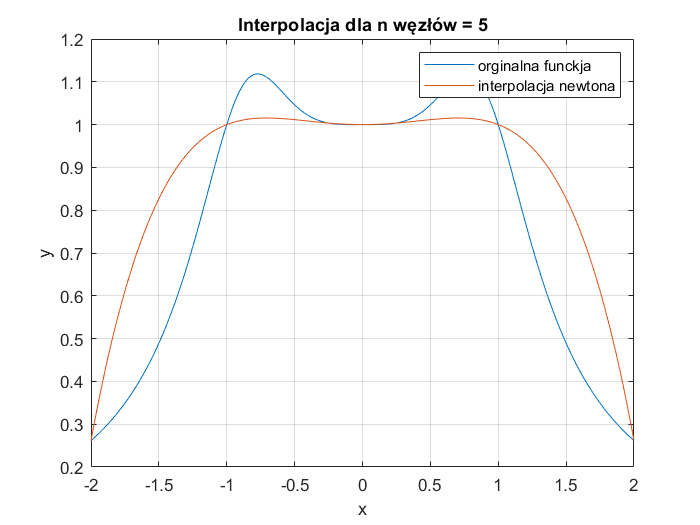 Interpolacja dla n węzłów = 5
orginalna funckja
interpolacja newtona
1.2
1.1
1
0.9
0.8
0.7
0.6
0.5
0.4
0.3
0.2
y
-2 -1.5 -1 -0.5 0 0.5 1 1.5 2
x